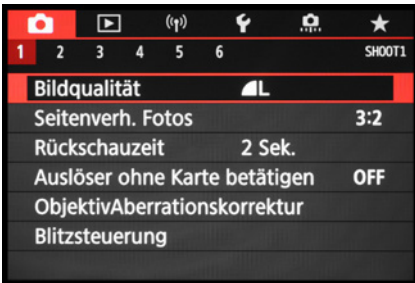 1 2 3 4 5 6 SHOOT1
Bildqualität L
Seitenverh. Fotos 3:2
Rückschauzeit 2 Sek.
Auslöser ohne Karte betätigen OFF
ObjektivAberrationskorrektur
Blitzsteuerung